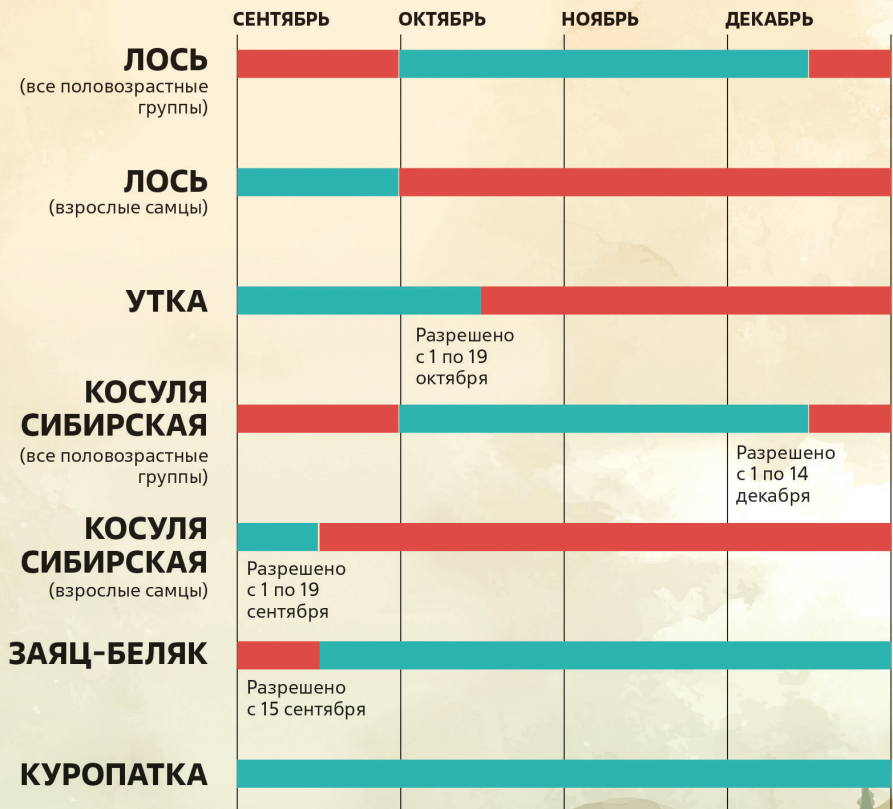 СЕНТЯБРЬ ОКТЯБРЬ НОЯБРЬ ДЕКАБРЬ
ЛОСЬ
(все половозрастные
группы)
ЛОСЬ
(взрослые самцы)
УТКА
Разрешено
с 1 по 19
октября
КОСУЛЯ
СИБИРСКАЯ
(все половозрастные
группы)
Разрешено
с 1 по 14
декабря
КОСУЛЯ
СИБИРСКАЯ
(взрослые самцы)
Разрешено
с 1 по 19
сентября
ЗАЯЦ-БЕЛЯК
Разрешено
с 15 сентября
КУРОПАТКА